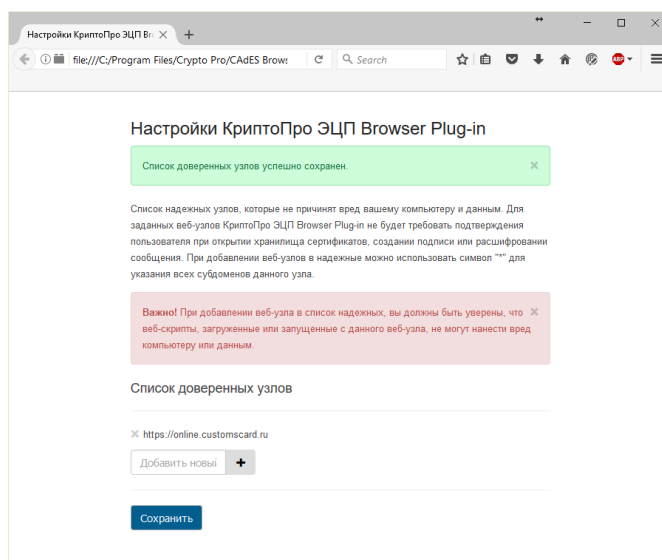 Настройки КриптоПро ЭЦП Bro
file:///C:/Program Files/Crypto Pro/CAdES Brows
Search
ABP
Настройки КриптоПро ЭЦП Browser Plug-in
Список доверенных узлов успешно сохранен.
Список надежных узлов, которые не причинят вред вашему компьютеру и данным. Для
заданных веб-узлов КриптоПро ЭЦП Browser Plug-in не будет требовать подтверждения
пользователя при открытии хранилища сертификатов, создании подписи или расшифровании
сообщения. При добавлении веб-узлов в надежные можно использовать символ "*" для
указания всех субдоменов данного узла.
Важно! При добавлении веб-узла в список надежных, вы должны быть уверены, что
веб-скрипты, загруженные или запущенные с данного веб-узла, не могут нанести вред
компьютеру или данным.
Список доверенных узлов
https://online.customscard.ru
Добавить новый
Сохранить